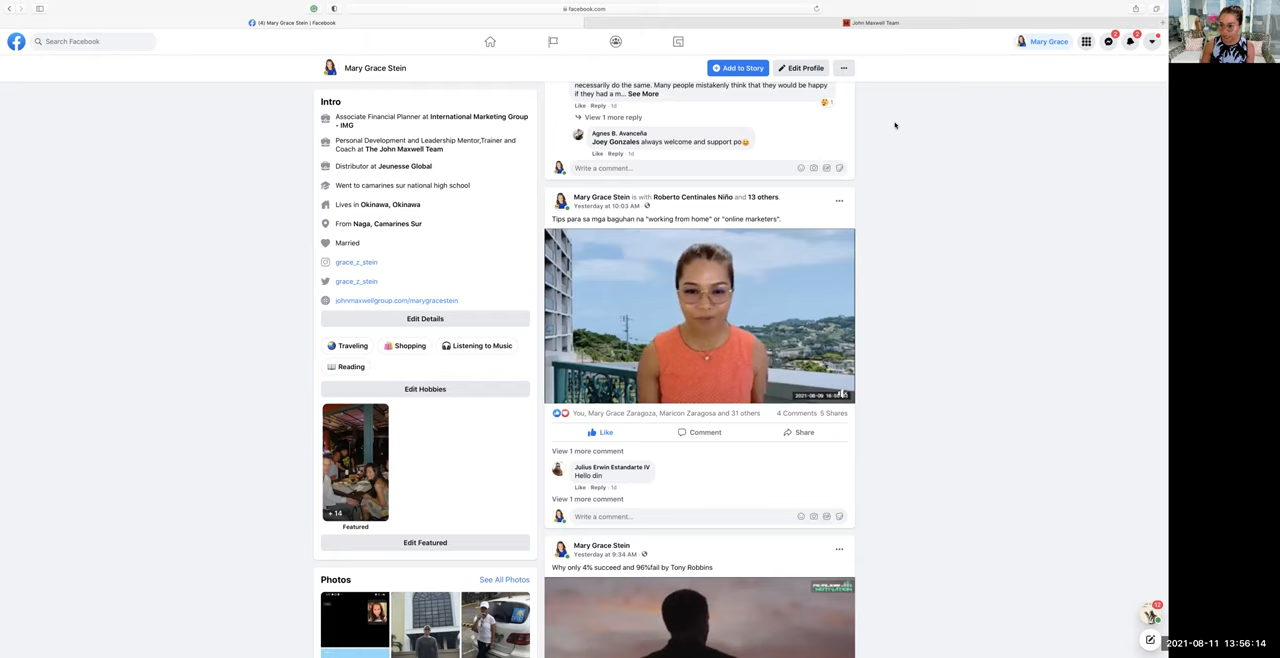 facebook.com
(4) Mary Grace Stein | Facebook
John Maxwell Team
Search Facebook
Mary Grace
2
2
Mary Grace Stein
Add to Story
Edit Profile
Intro
Associate Financial Planner at International Marketing Group
- IMG
Personal Development and Leadership Mentor,Trainer and
Coach at The John Maxwell Team
Distributor at Jeunesse Global
Went to camarines sur national high school
Lives in Okinawa, Okinawa
From Naga, Camarines Sur
Married
grace_z_stein
grace_z_stein
johnmaxwellgroup.com/marygracestein
Edit Details
Traveling
Shopping
Listening to Music
Reading
Edit Hobbies
+ 14
Featured
Edit Featured
Photos
See All Photos
necessarily do the same. Many people mistakenly think that they would be happy
if they had a m... See More
1
Like · Reply · 1d
View 1 more reply
Agnes B. Avanceña
Joey Gonzales always welcome and support po
Like · Reply · 1d
Write a comment...
Mary Grace Stein is with Roberto Centinales Niño and 13 others.
Yesterday at 10:03 AM ·
Tips para sa mga baguhan na "working from home" or "online marketers".
You, Mary Grace Zaragoza, Maricon Zaragosa and 31 others
4 Comments 5 Shares
Like
Comment
Share
View 1 more comment
Julius Erwin Estandarte IV
Hello din
Like · Reply · 1d
View 1 more comment
Write a comment...
Mary Grace Stein
Yesterday at 9:34 AM ·
Why only 4% succeed and 96%fail by Tony Robbins
12
2021-08-11 13:56:14